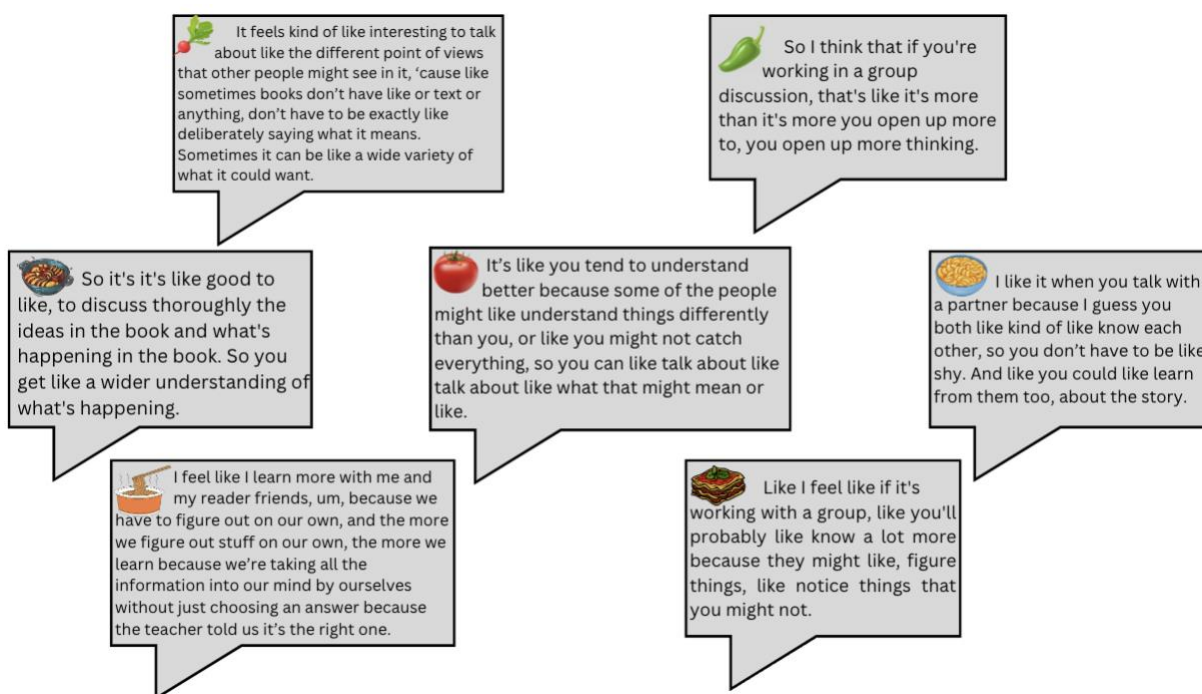 It feels kind of like interesting to talk
about like the different point of views
that other people might see in it, ‘cause like
sometimes books don’t have like or text or
anything, don’t have to be exactly like
deliberately saying what it means.
Sometimes it can be like a wide variety of
what it could want.
So I think that if you're
working in a group
discussion, that's like it's more
than it's more you open up more
to, you open up more thinking.
So it's it's like good to
like, to discuss thoroughly the
ideas in the book and what's
happening in the book. So you
get like a wider understanding of
what's happening.
It’s like you tend to understand
better because some of the people
might like understand things differently
than you, or like you might not catch
everything, so you can like talk about like
talk about like what that might mean or
like.
I like it when you talk with
a partner because I guess you
both like kind of like know each
other, so you don’t have to be like
shy. And like you could like learn
from them too, about the story.
I feel like I learn more with me and
my reader friends, um, because we
have to figure out on our own, and the more
we figure out stuff on our own, the more we
learn because we’re taking all the
information into our mind by ourselves
without just choosing an answer because
the teacher told us it’s the right one.
Like I feel like if it's
working with a group, like you'll
probably like know a lot more
because they might like, figure
things, like notice things that
you might not.